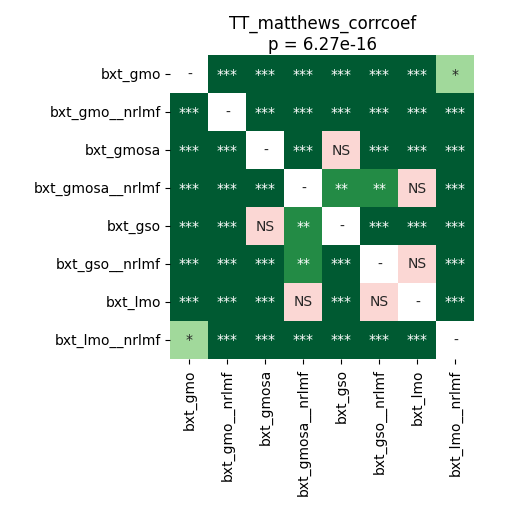 TT_matthews_corrcoef
p = 6.27e-16
bxt_gmo - *** *** *** *** *** *** *
bxt_gmo__nrlmf *** - *** *** *** *** *** ***
bxt_gmosa *** *** - *** NS *** *** ***
bxt_gmosa__nrlmf *** *** *** - ** ** NS ***
bxt_gso *** *** NS ** - *** *** ***
bxt_gso__nrlmf *** *** *** ** *** - NS ***
bxt_lmo *** *** *** NS *** NS - ***
bxt_lmo__nrlmf * *** *** *** *** *** *** -
bxt_gmo
bxt_gmo__nrlmf
bxt_gmosa
bxt_gmosa__nrlmf
bxt_gso
bxt_gso__nrlmf
bxt_lmo
bxt_lmo__nrlmf